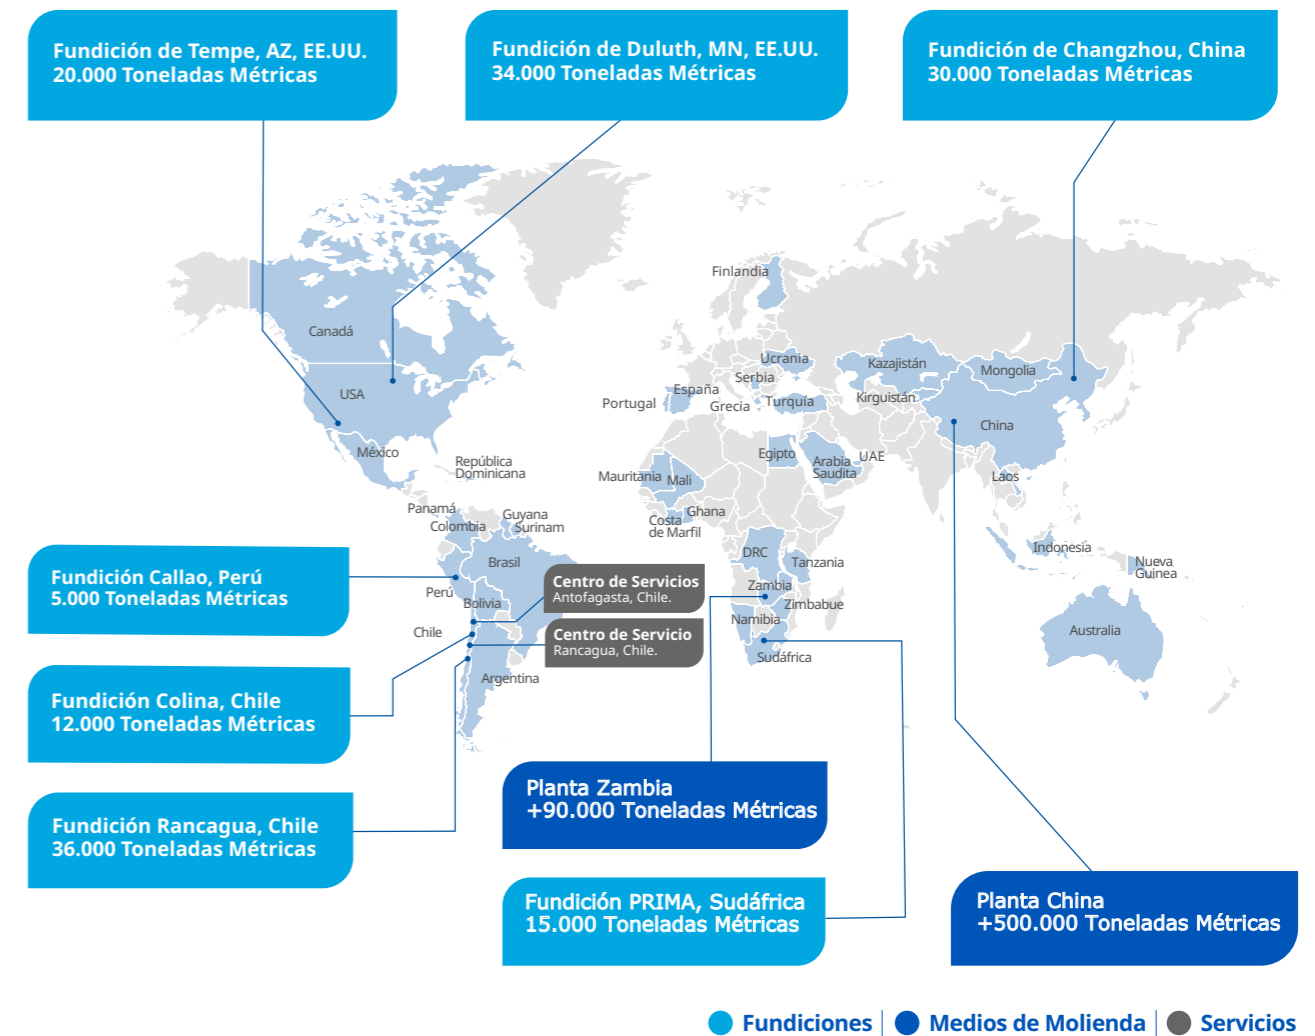 Fundición de Tempe, AZ, EE.UU.
20.000 Toneladas Métricas
Fundición de Duluth, MN, EE.UU.
34.000 Toneladas Métricas
Fundición de Changzhou, China
30.000 Toneladas Métricas
Finlandia
Canadá
Ucrania
Kazajistán
Mongolia
Serbia
USA
España
Portugal
Grecia
Turquía
Kirguistán
China
México
República
Dominicana
Egipto
Arabia
Saudita
UAE
Mauritania
Mali
Laos
Panamá
Colombia
Guyana
Surinam
Ghana
Costa
de Marfil
Indonesia
Brasil
DRC
Tanzania
Nueva
Guinea
Fundición Callao, Perú
5.000 Toneladas Métricas
Perú
Bolivia
Centro de Servicios
Antofagasta, Chile.
Zambia
Zimbabue
Namibia
Chile
Centro de Servicio
Rancagua, Chile.
Australia
Sudáfrica
Argentina
Fundición Colina, Chile
12.000 Toneladas Métricas
Planta Zambia
+90.000 Toneladas Métricas
Fundición Rancagua, Chile
36.000 Toneladas Métricas
Fundición PRIMA, Sudáfrica
15.000 Toneladas Métricas
Planta China
+500.000 Toneladas Métricas
Fundiciones
Medios de Molienda
Servicios